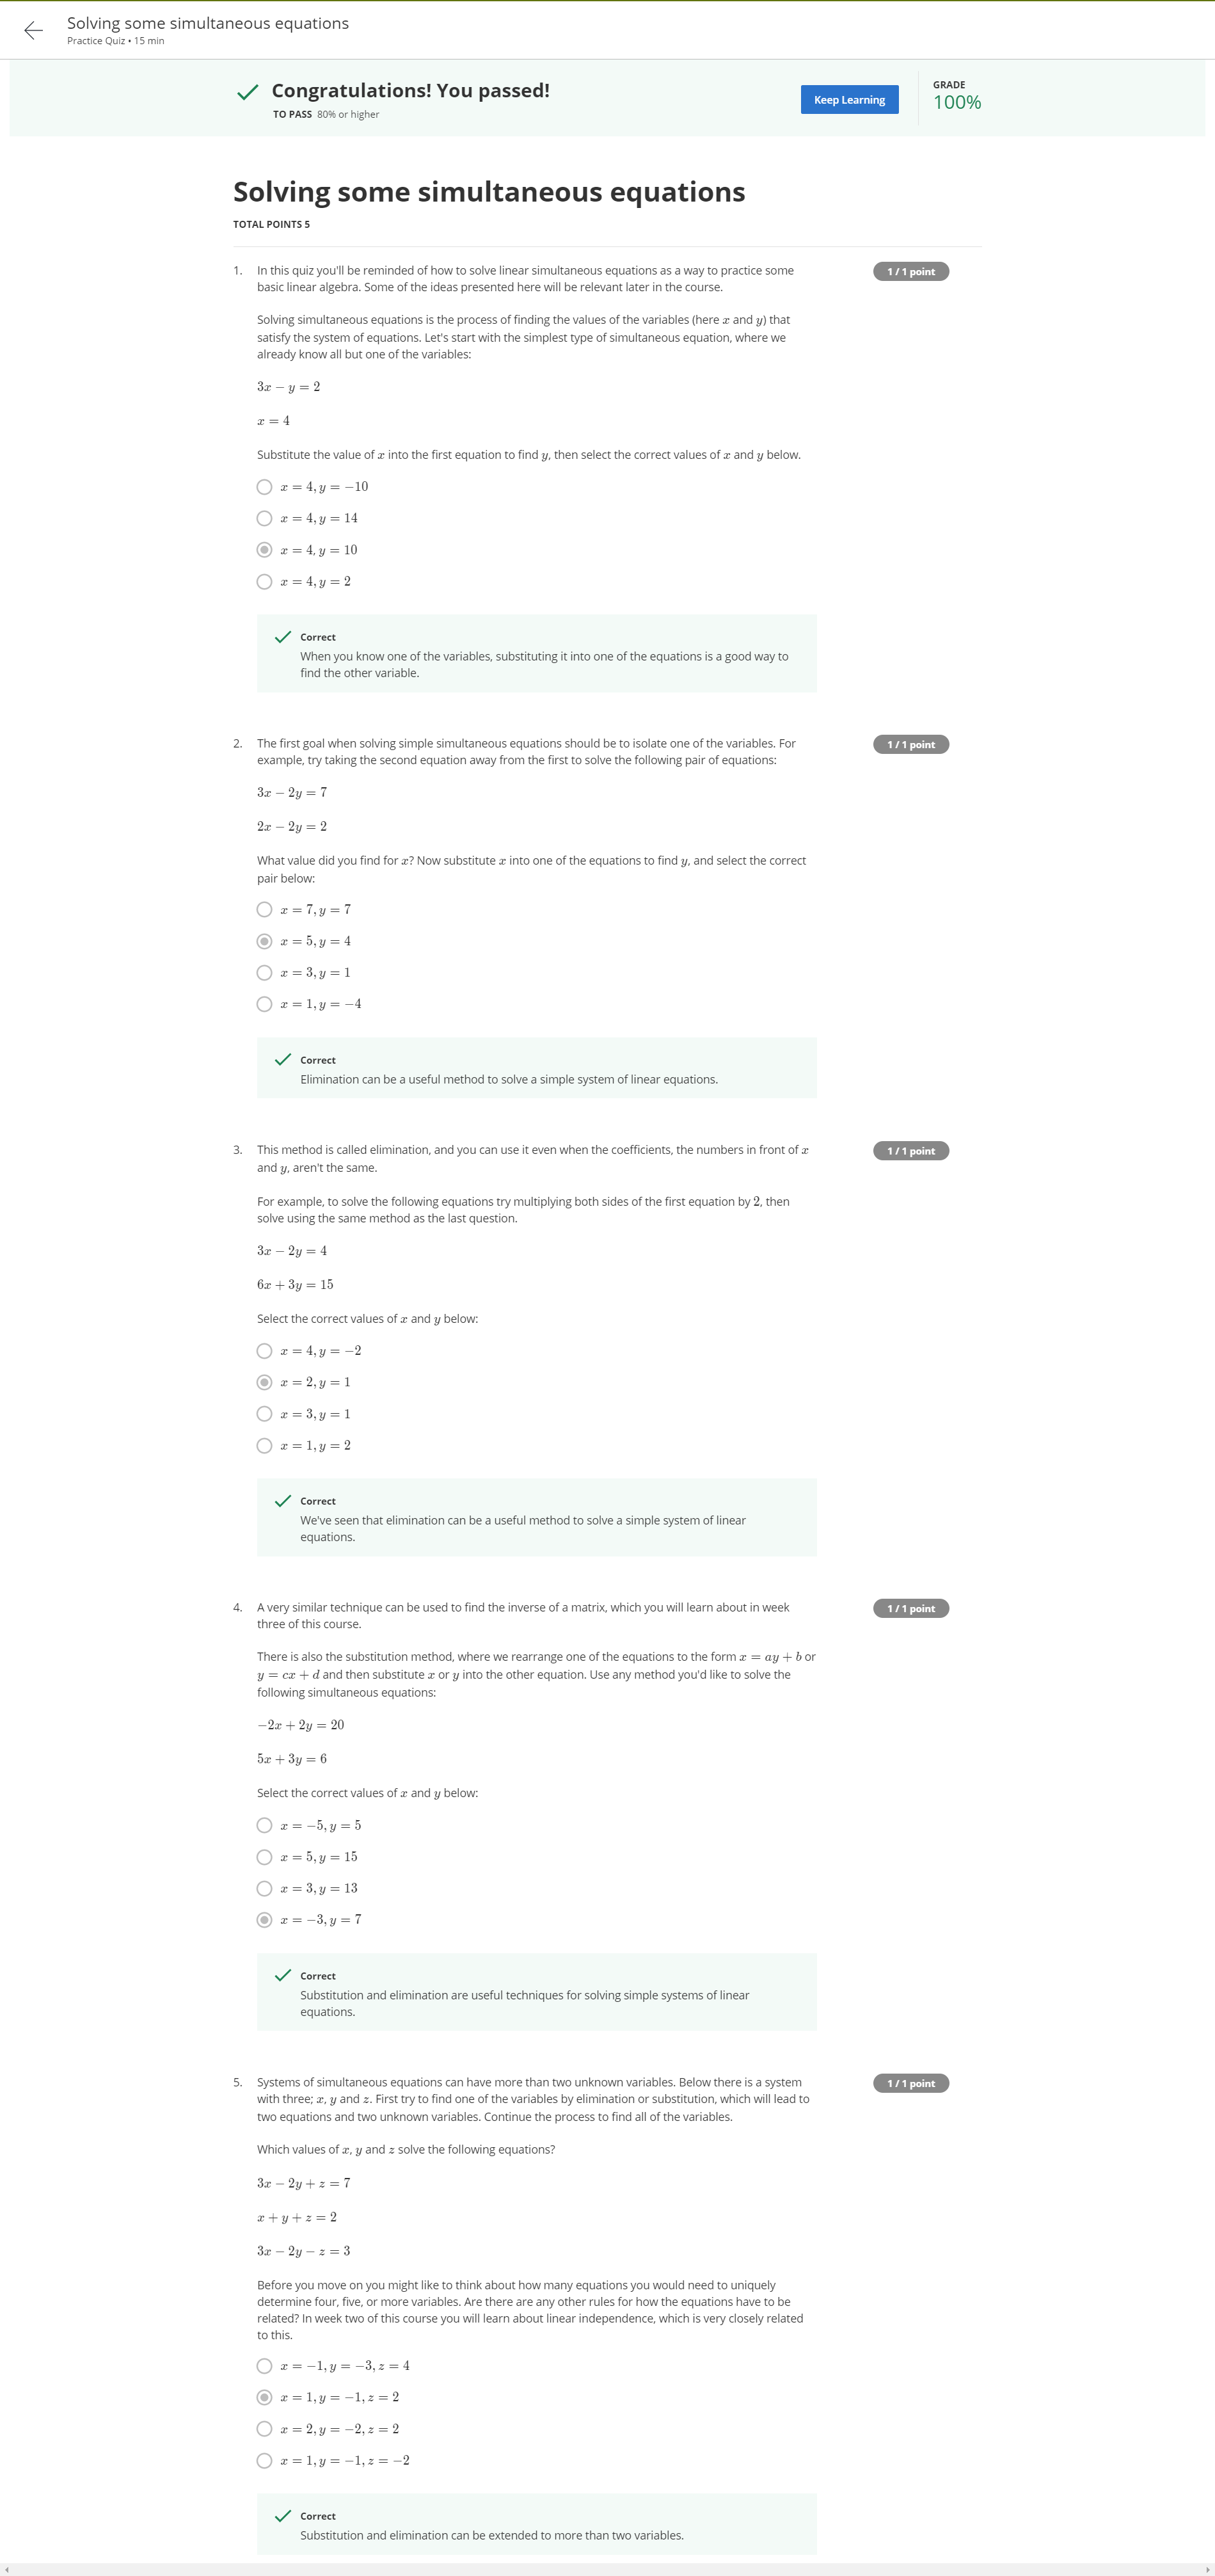 Solving some simultaneous equations
Practice Quiz • 15 min
Congratulations! You passed!
TO PASS 80% or higher
Keep Learning
GRADE
100%
Solving some simultaneous equations
TOTAL POINTS 5
1. In this quiz you'll be reminded of how to solve linear simultaneous equations as a way to practice some
basic linear algebra. Some of the ideas presented here will be relevant later in the course.
1 / 1 point
Solving simultaneous equations is the process of finding the values of the variables (here x and y) that
satisfy the system of equations. Let's start with the simplest type of simultaneous equation, where we
already know all but one of the variables:
3x − y = 2
x = 4
Substitute the value of x into the first equation to find y, then select the correct values of x and y below.
x = 4, y = −10
x = 4, y = 14
x = 4, y = 10
x = 4, y = 2
Correct
When you know one of the variables, substituting it into one of the equations is a good way to
find the other variable.
2. The first goal when solving simple simultaneous equations should be to isolate one of the variables. For
example, try taking the second equation away from the first to solve the following pair of equations:
1 / 1 point
3x − 2y = 7
2x − 2y = 2
What value did you find for x? Now substitute x into one of the equations to find y, and select the correct
pair below:
x = 7, y = 7
x = 5, y = 4
x = 3, y = 1
x = 1, y = −4
Correct
Elimination can be a useful method to solve a simple system of linear equations.
3. This method is called elimination, and you can use it even when the coefficients, the numbers in front of x
and y, aren't the same.
1 / 1 point
For example, to solve the following equations try multiplying both sides of the first equation by 2, then
solve using the same method as the last question.
3x − 2y = 4
6x + 3y = 15
Select the correct values of x and y below:
x = 4, y = −2
x = 2, y = 1
x = 3, y = 1
x = 1, y = 2
Correct
We've seen that elimination can be a useful method to solve a simple system of linear
equations.
4. A very similar technique can be used to find the inverse of a matrix, which you will learn about in week
three of this course.
1 / 1 point
There is also the substitution method, where we rearrange one of the equations to the form x = ay + b or
y = cx + d and then substitute x or y into the other equation. Use any method you'd like to solve the
following simultaneous equations:
−2x + 2y = 20
5x + 3y = 6
Select the correct values of x and y below:
x = −5, y = 5
x = 5, y = 15
x = 3, y = 13
x = −3, y = 7
Correct
Substitution and elimination are useful techniques for solving simple systems of linear
equations.
5. Systems of simultaneous equations can have more than two unknown variables. Below there is a system
with three; x, y and z. First try to find one of the variables by elimination or substitution, which will lead to
two equations and two unknown variables. Continue the process to find all of the variables.
1 / 1 point
Which values of x, y and z solve the following equations?
3x − 2y + z = 7
x + y + z = 2
3x − 2y − z = 3
Before you move on you might like to think about how many equations you would need to uniquely
determine four, five, or more variables. Are there are any other rules for how the equations have to be
related? In week two of this course you will learn about linear independence, which is very closely related
to this.
x = −1, y = −3, z = 4
x = 1, y = −1, z = 2
x = 2, y = −2, z = 2
x = 1, y = −1, z = −2
Correct
Substitution and elimination can be extended to more than two variables.